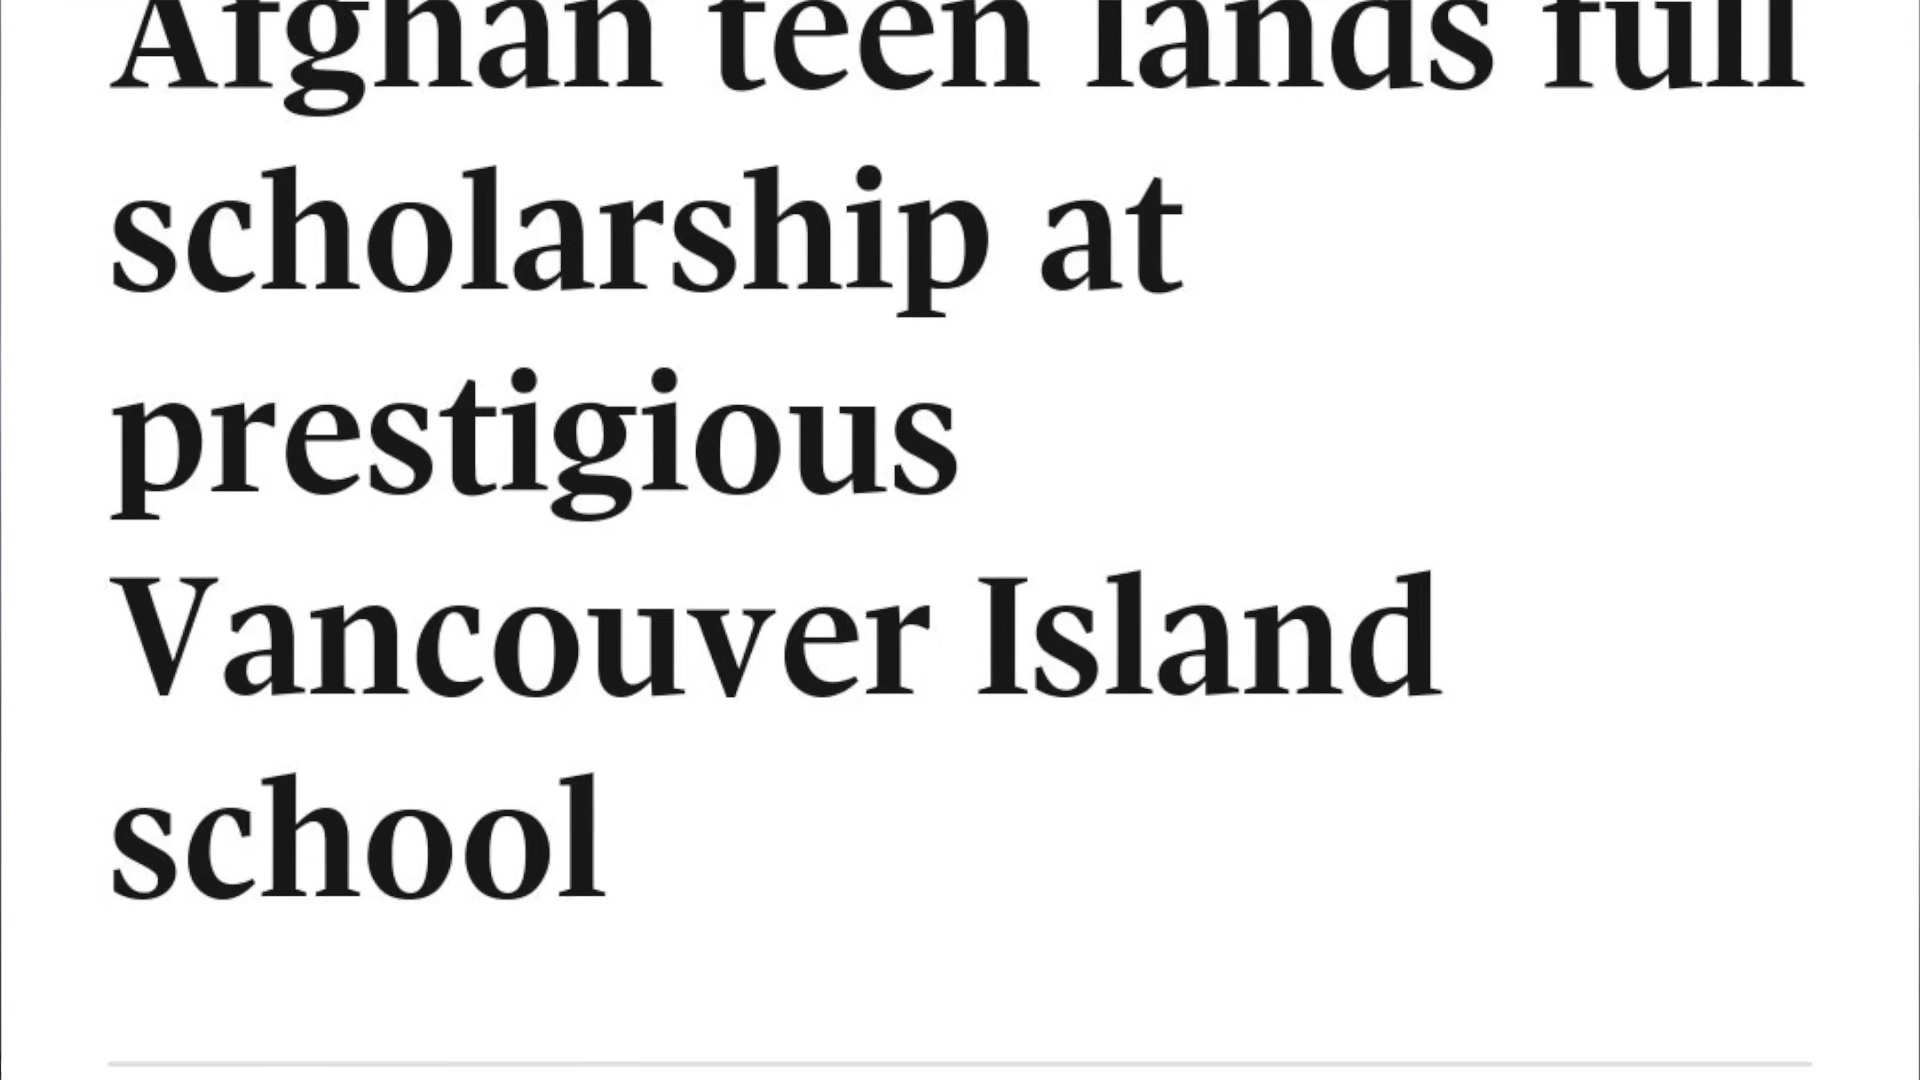 Afghan teen lands full
scholarship at
prestigious
Vancouver Island
school